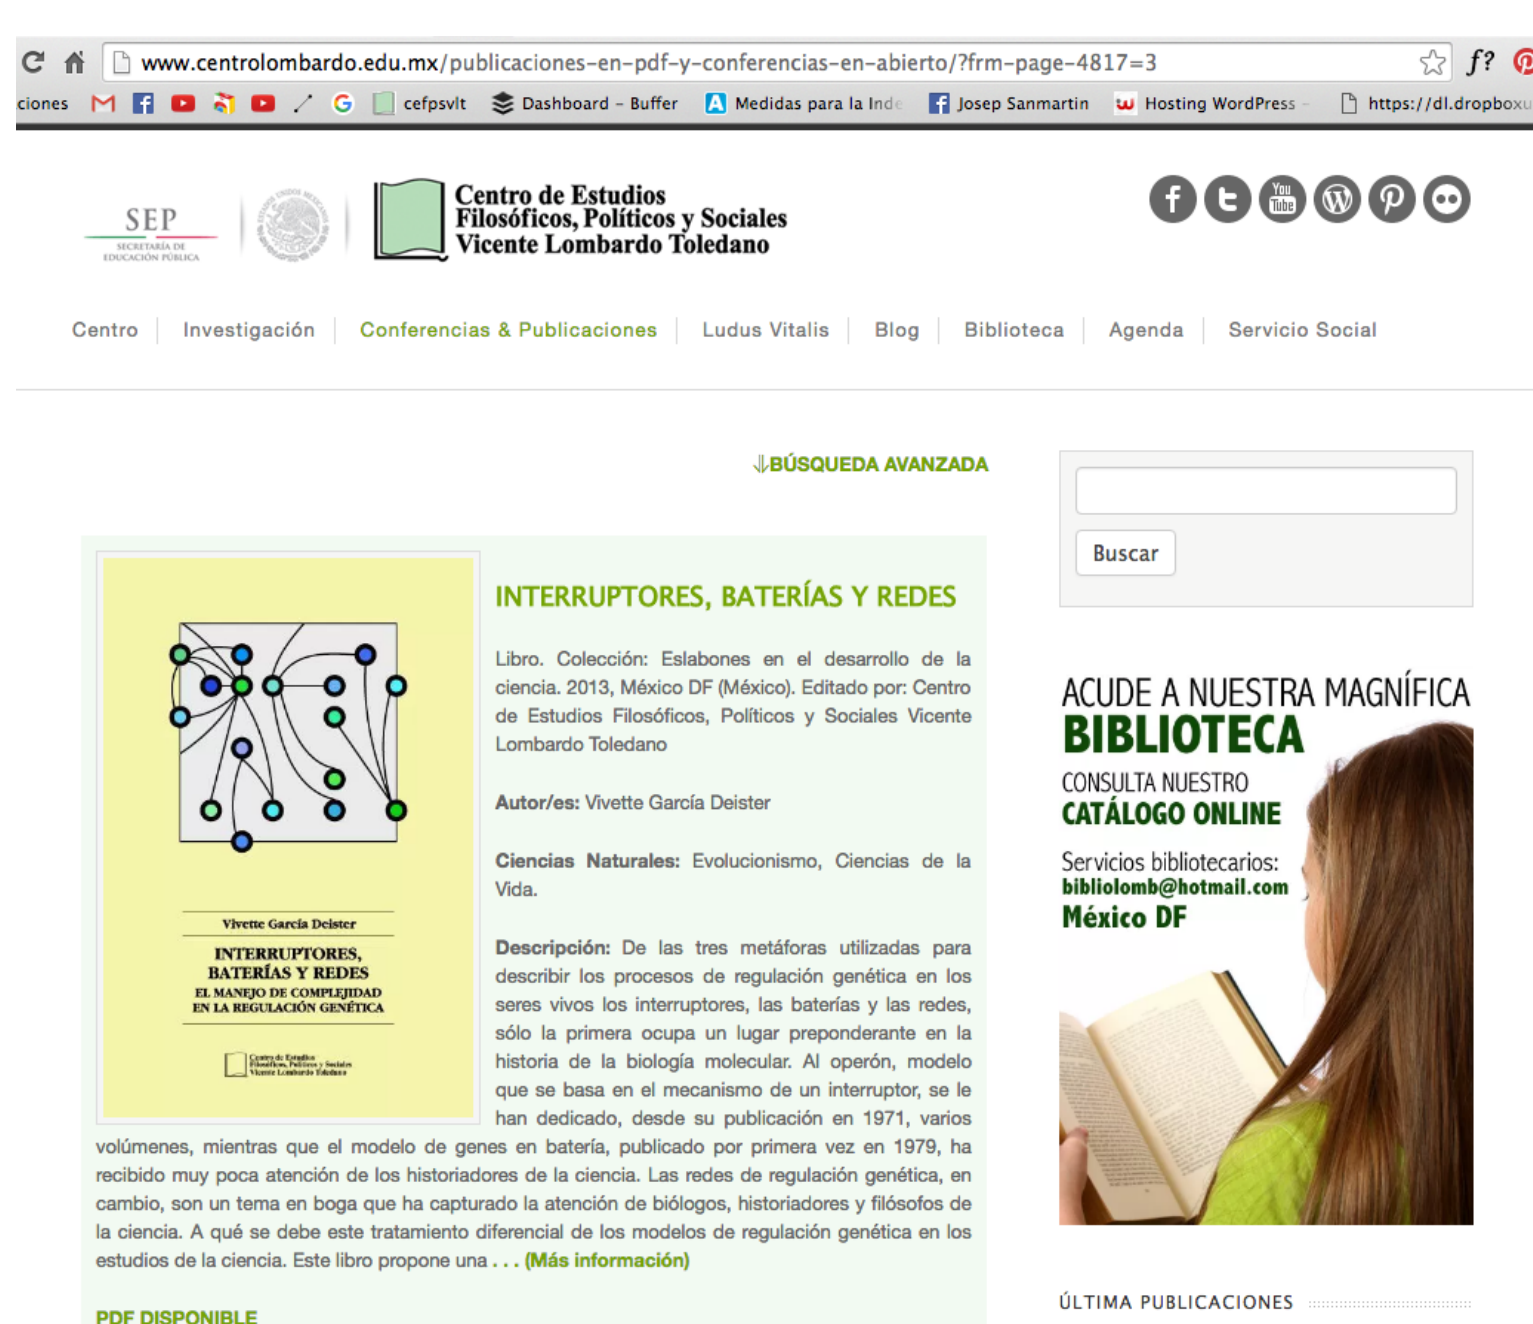 www.centrolombardo.edu.mx/publicaciones-en-pdf-y-conferencias-en-abierto/?frm-page-4817=3
f?
ciones
cefpsvlt
Dashboard – Buffer
Medidas para la Inde
Josep Sanmartin
Hosting WordPress –
https://dl.dropboxu
SEP
SECRETARÍA DE
EDUCACIÓN PÚBLICA
Centro de Estudios
Filosóficos, Políticos y Sociales
Vicente Lombardo Toledano
You
Tube
Centro
Investigación
Conferencias & Publicaciones
Ludus Vitalis
Blog
Biblioteca
Agenda
Servicio Social
⇓BÚSQUEDA AVANZADA
Buscar
Vivette García Deister
INTERRUPTORES,
BATERÍAS Y REDES
EL MANEJO DE COMPLEJIDAD
EN LA REGULACIÓN GENÉTICA
Centro de Estudios
Filosóficos, Políticos y Sociales
Vicente Lombardo Toledano
INTERRUPTORES, BATERÍAS Y REDES
Libro. Colección: Eslabones en el desarrollo de la
ciencia. 2013, México DF (México). Editado por: Centro
de Estudios Filosóficos, Políticos y Sociales Vicente
Lombardo Toledano
Autor/es: Vivette García Deister
Ciencias Naturales: Evolucionismo, Ciencias de la
Vida.
Descripción: De las tres metáforas utilizadas para
describir los procesos de regulación genética en los
seres vivos los interruptores, las baterías y las redes,
sólo la primera ocupa un lugar preponderante en la
historia de la biología molecular. Al operón, modelo
que se basa en el mecanismo de un interruptor, se le
han dedicado, desde su publicación en 1971, varios
volúmenes, mientras que el modelo de genes en batería, publicado por primera vez en 1979, ha
recibido muy poca atención de los historiadores de la ciencia. Las redes de regulación genética, en
cambio, son un tema en boga que ha capturado la atención de biólogos, historiadores y filósofos de
la ciencia. A qué se debe este tratamiento diferencial de los modelos de regulación genética en los
estudios de la ciencia. Este libro propone una . . . (Más información)
PDF DISPONIBLE
ACUDE A NUESTRA MAGNÍFICA
BIBLIOTECA
CONSULTA NUESTRO
CATÁLOGO ONLINE
Servicios bibliotecarios:
bibliolomb@hotmail.com
México DF
ÚLTIMA PUBLICACIONES